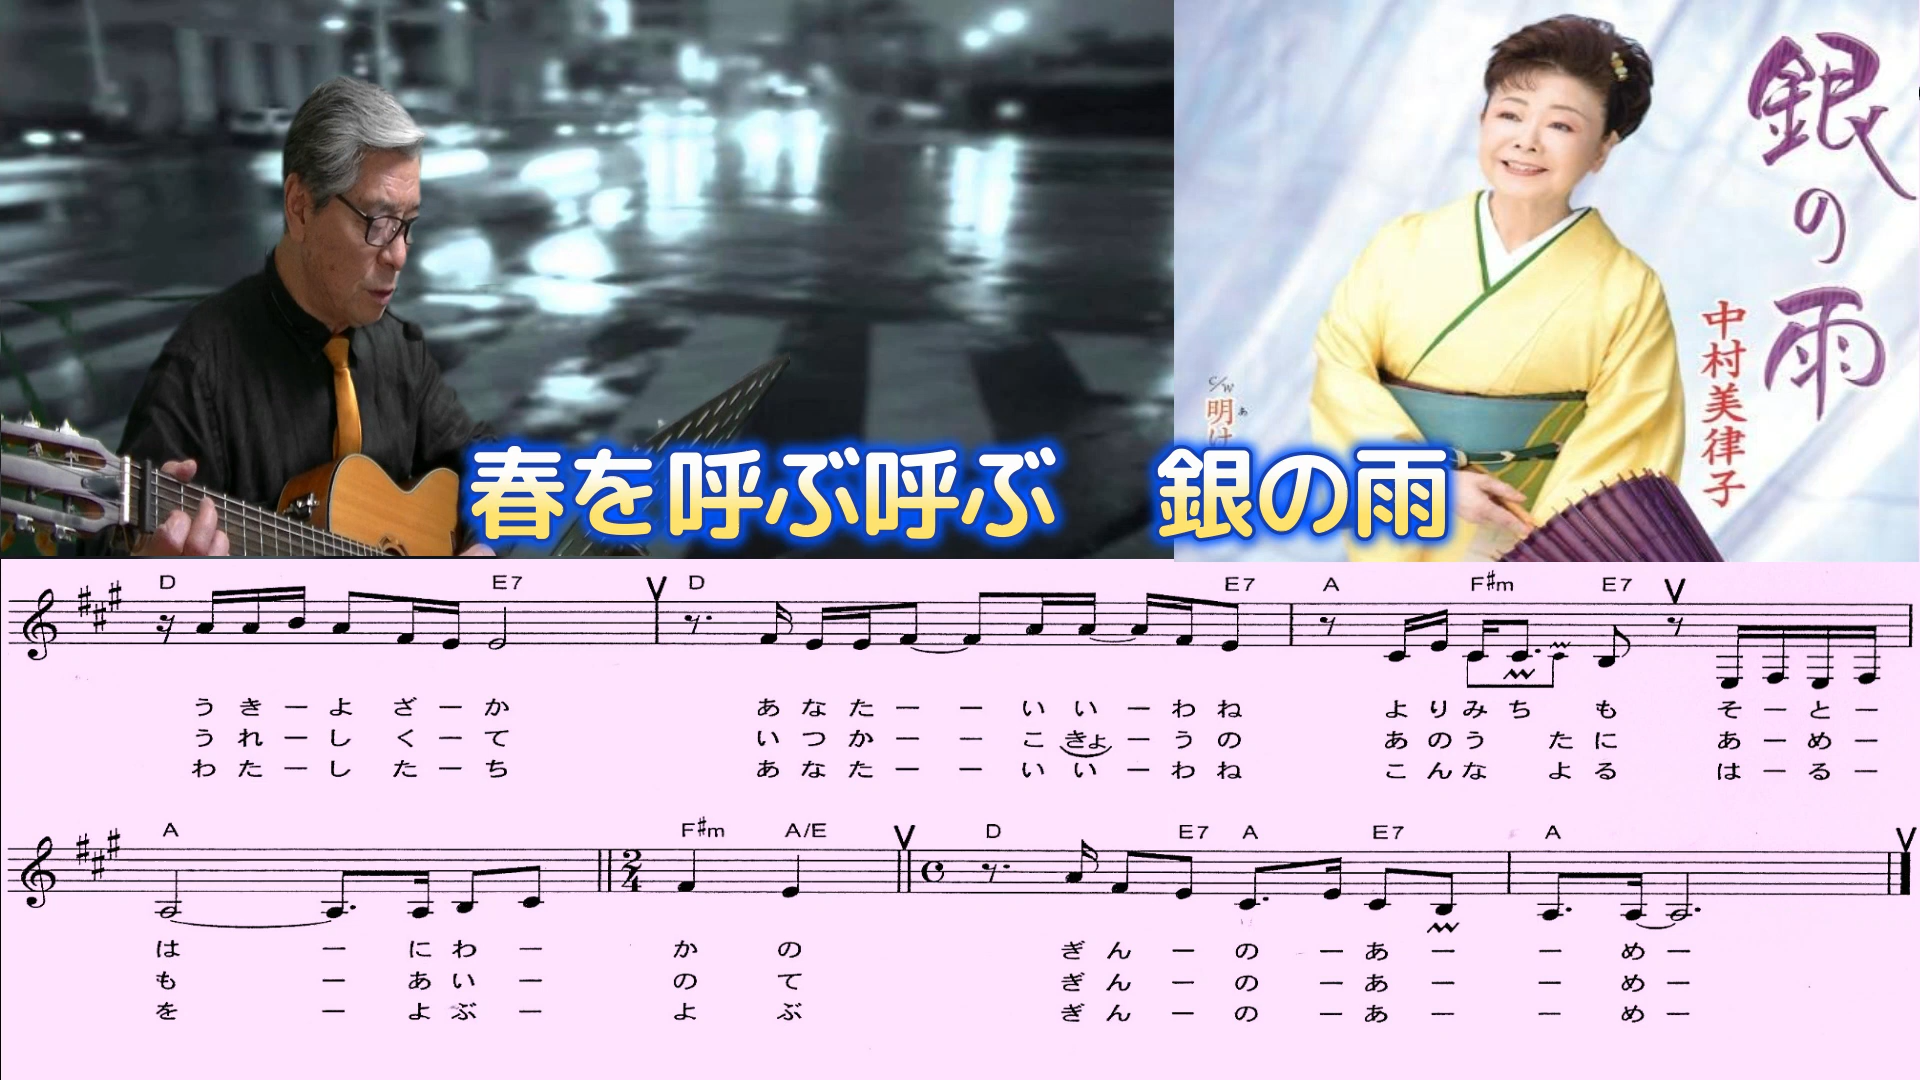 銀の雨
中村美律子
c/w 明け
あ
春を呼ぶ呼ぶ　銀の雨
D E7 V D E7 A F#m E7 V
うきーよざーか あなたーーいいーわね よりみちも そーとー
うれーしくーて いつかーーこきょーうの あのうたに あーめー
わたーしたーち あなたーーいいーわね こんなよる はーるー
A F#m A/E V D E7 A E7 A V
2/4 C
はーにわーかの ぎんーのーあーーめー
もーあいーのて ぎんーのーあーーめー
をーよぶーよぶ ぎんーのーあーーめー